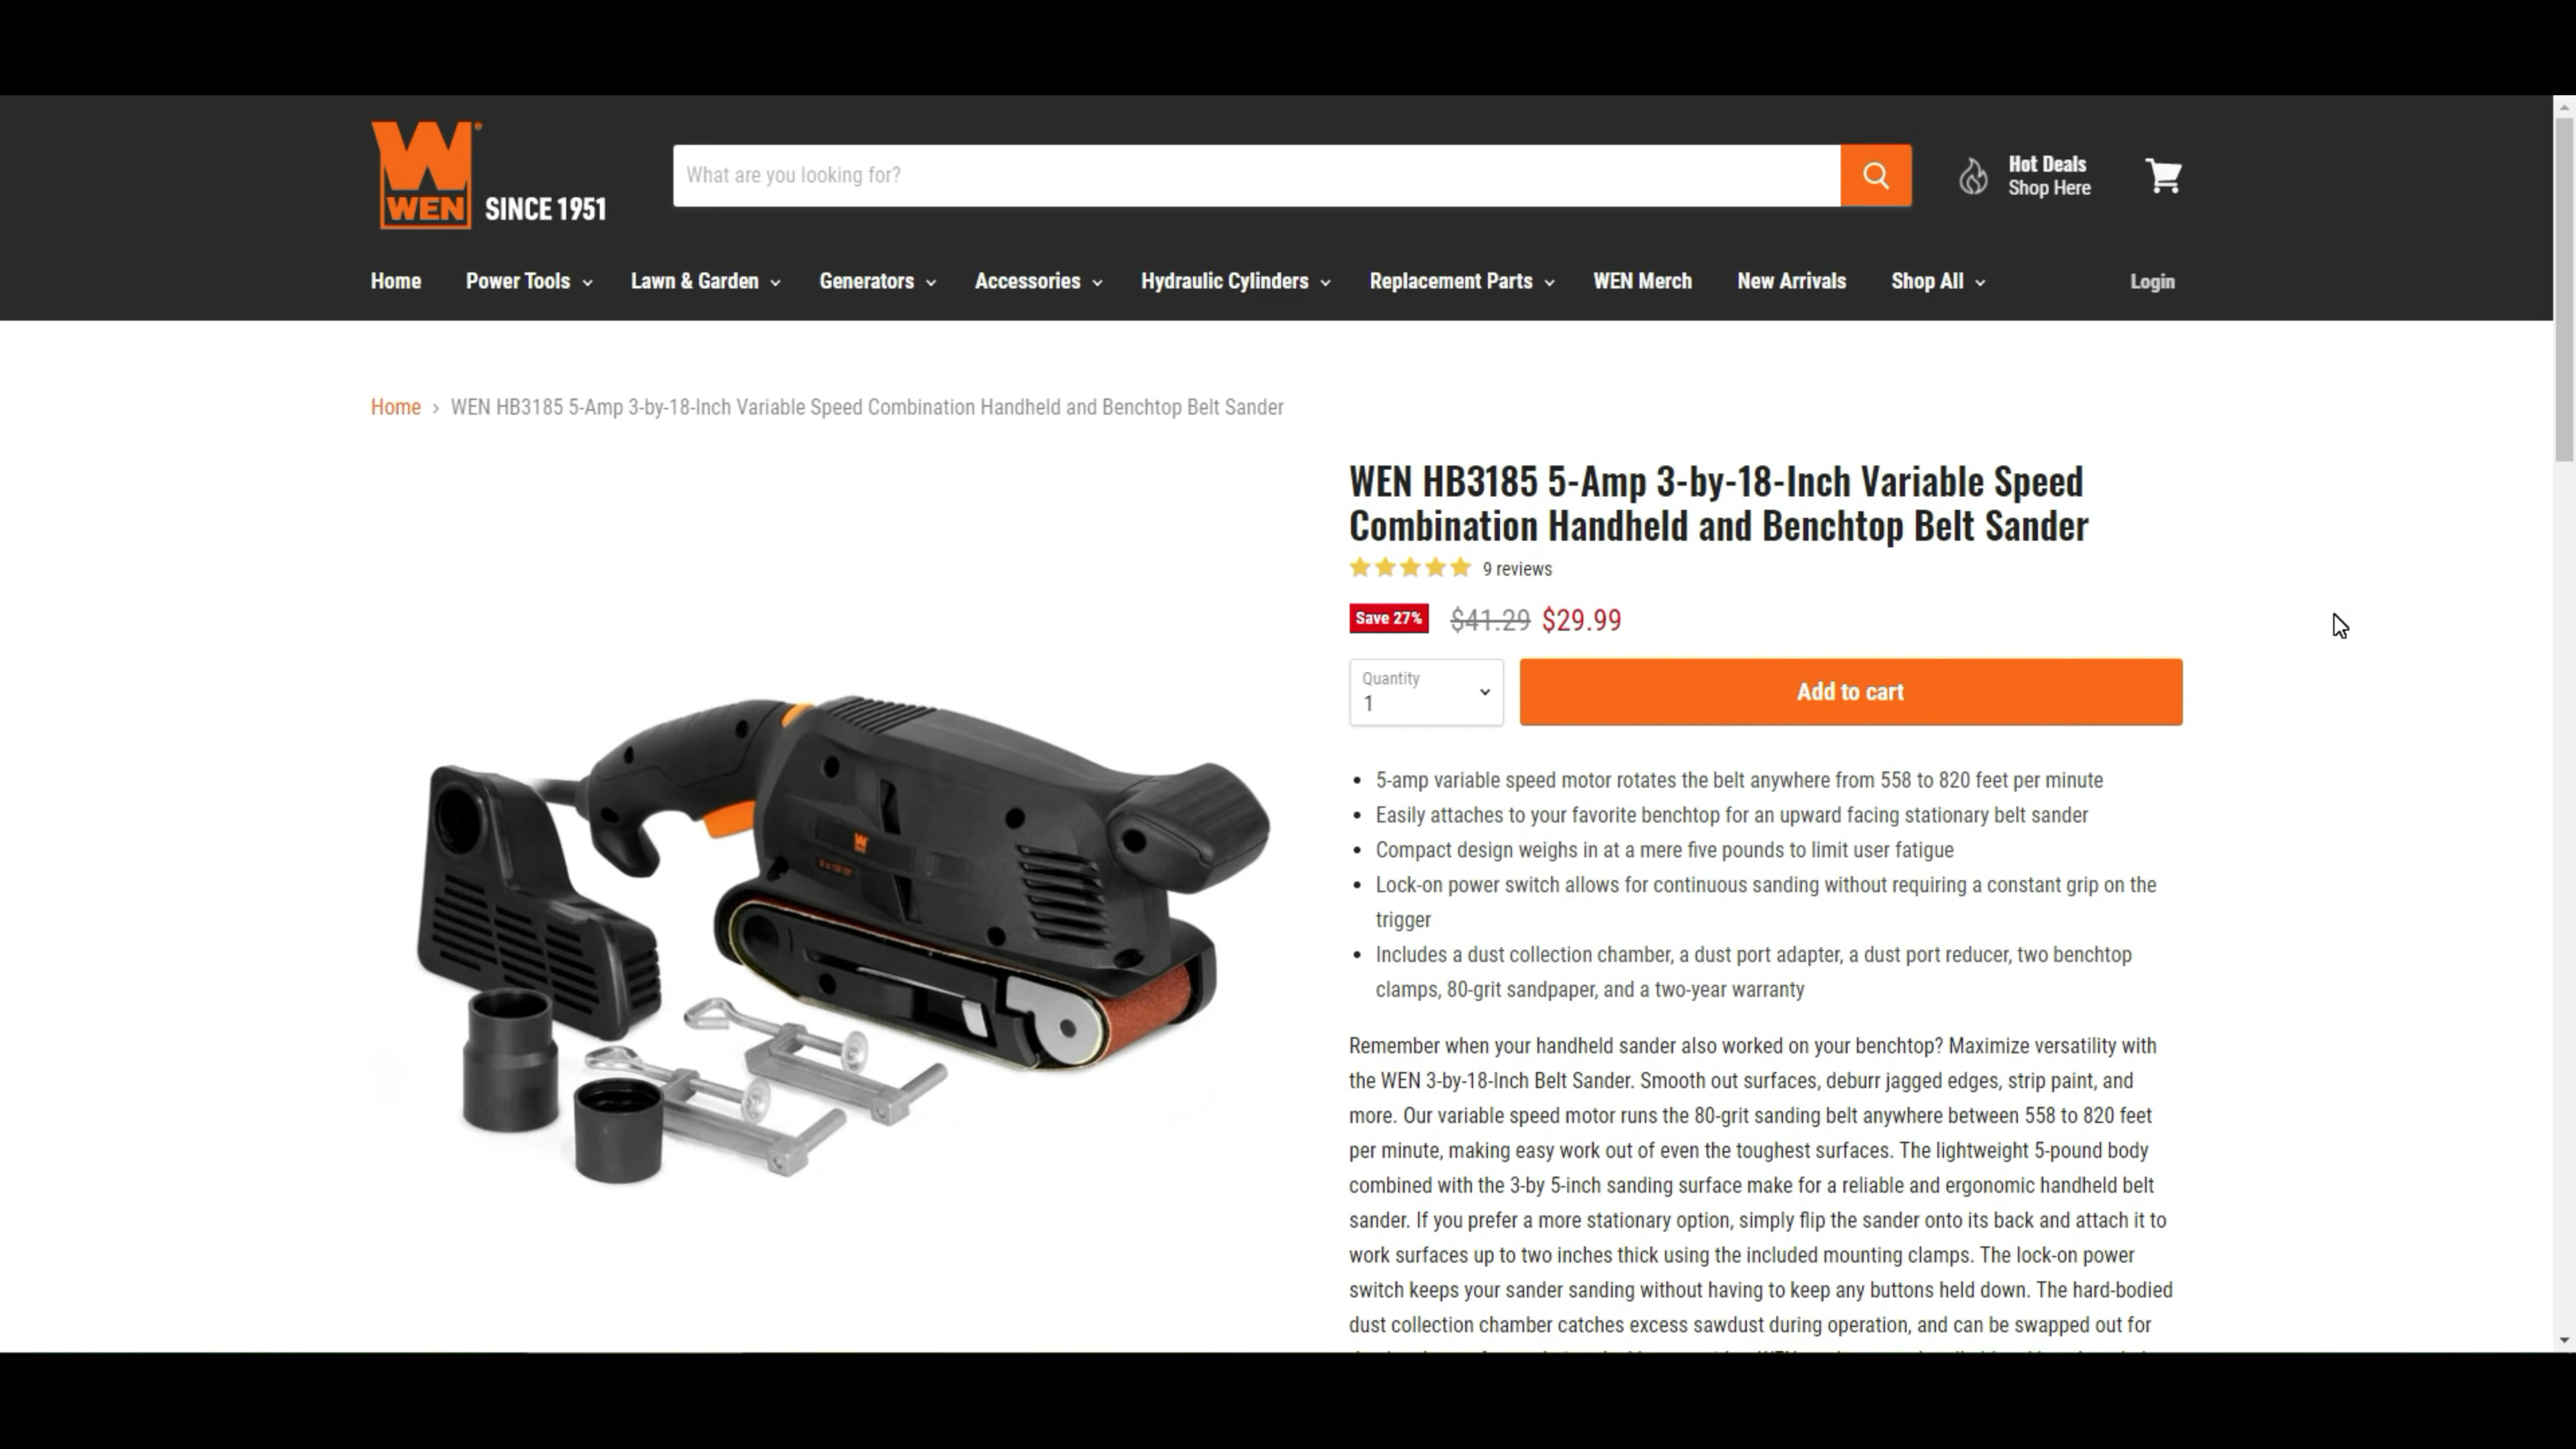 WEN
SINCE 1951
What are you looking for?
Hot Deals
Shop Here
Home
Power Tools
Lawn & Garden
Generators
Accessories
Hydraulic Cylinders
Replacement Parts
WEN Merch
New Arrivals
Shop All
Login
Home › WEN HB3185 5-Amp 3-by-18-Inch Variable Speed Combination Handheld and Benchtop Belt Sander
WEN HB3185 5-Amp 3-by-18-Inch Variable Speed
Combination Handheld and Benchtop Belt Sander
9 reviews
Save 27% $41.29 $29.99
Quantity
1
Add to cart
• 5-amp variable speed motor rotates the belt anywhere from 558 to 820 feet per minute
• Easily attaches to your favorite benchtop for an upward facing stationary belt sander
• Compact design weighs in at a mere five pounds to limit user fatigue
• Lock-on power switch allows for continuous sanding without requiring a constant grip on the
trigger
• Includes a dust collection chamber, a dust port adapter, a dust port reducer, two benchtop
clamps, 80-grit sandpaper, and a two-year warranty
Remember when your handheld sander also worked on your benchtop? Maximize versatility with
the WEN 3-by-18-Inch Belt Sander. Smooth out surfaces, deburr jagged edges, strip paint, and
more. Our variable speed motor runs the 80-grit sanding belt anywhere between 558 to 820 feet
per minute, making easy work out of even the toughest surfaces. The lightweight 5-pound body
combined with the 3-by 5-inch sanding surface make for a reliable and ergonomic handheld belt
sander. If you prefer a more stationary option, simply flip the sander onto its back and attach it to
work surfaces up to two inches thick using the included mounting clamps. The lock-on power
switch keeps your sander sanding without having to keep any buttons held down. The hard-bodied
dust collection chamber catches excess sawdust during operation, and can be swapped out for